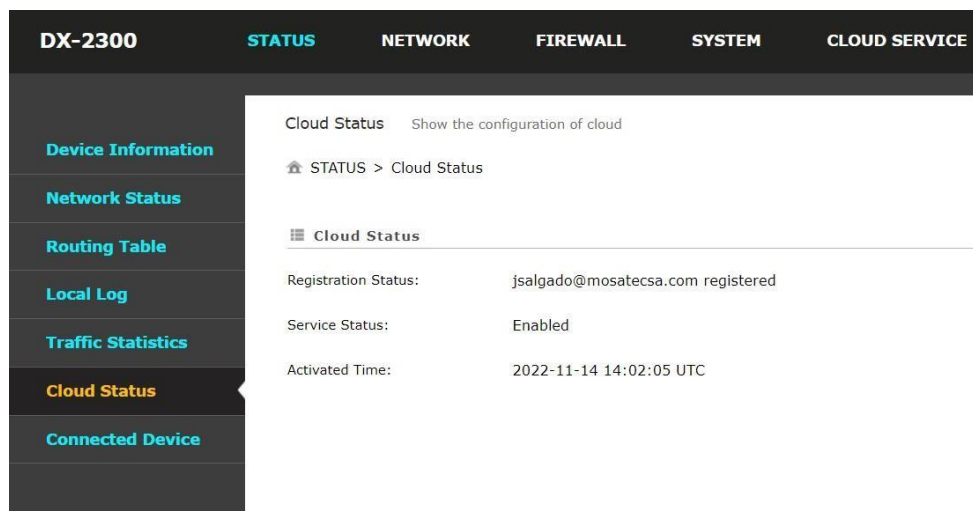 DX-2300 STATUS NETWORK FIREWALL SYSTEM CLOUD SERVICE
Device Information
Network Status
Routing Table
Local Log
Traffic Statistics
Cloud Status
Connected Device
Cloud Status Show the configuration of cloud
STATUS > Cloud Status
Cloud Status
Registration Status: jsalgado@mosatecsa.com registered
Service Status: Enabled
Activated Time: 2022-11-14 14:02:05 UTC